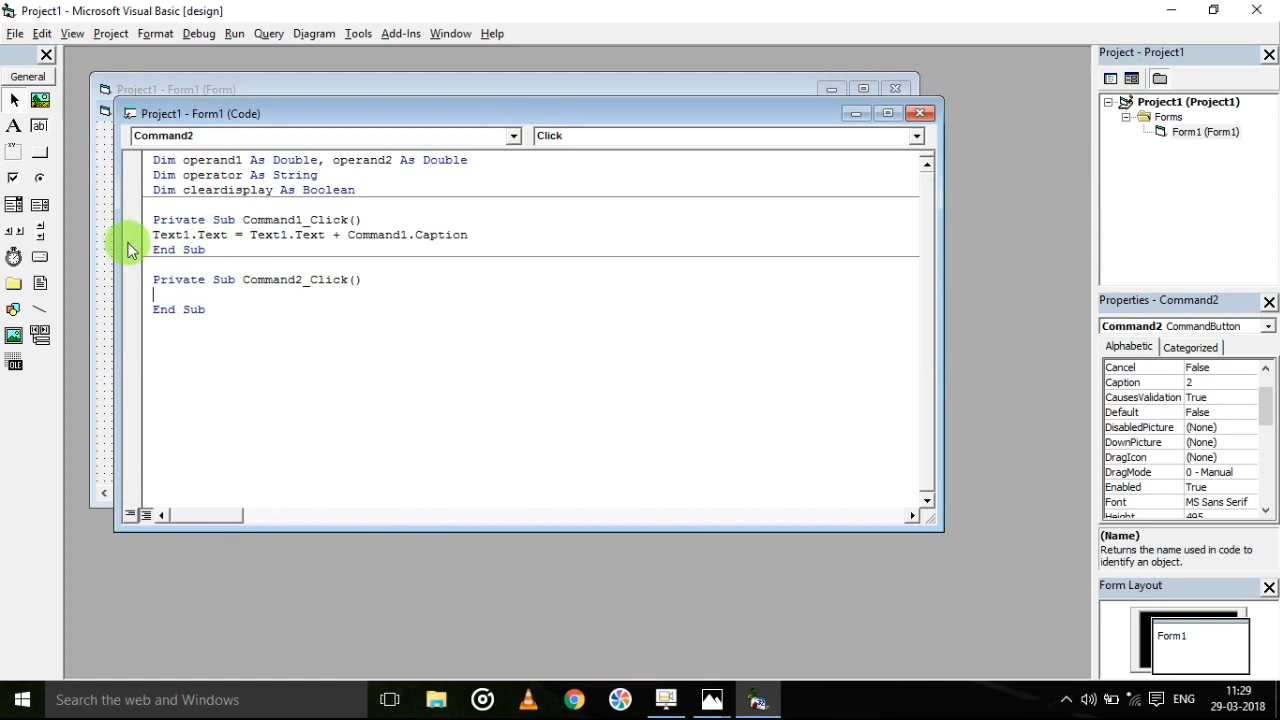 Project1 - Microsoft Visual Basic [design]
File Edit View Project Format Debug Run Query Diagram Tools Add-Ins Window Help
General
Project1 - Form1 (Form)
Project1 - Form1 (Code)
Command2 Click
Dim operand1 As Double, operand2 As Double
Dim operator As String
Dim cleardisplay As Boolean
Private Sub Command1_Click()
Text1.Text = Text1.Text + Command1.Caption
End Sub
Private Sub Command2_Click()
End Sub
Project - Project1
Project1 (Project1)
Forms
Form1 (Form1)
Properties - Command2
Command2 CommandButton
Alphabetic Categorized
Cancel False
Caption 2
CausesValidation True
Default False
DisabledPicture (None)
DownPicture (None)
DragIcon (None)
DragMode 0 - Manual
Enabled True
Font MS Sans Serif
Height 495
(Name)
Returns the name used in code to
identify an object.
Form Layout
Form1
OLE
Search the web and Windows
ENG
11:29
29-03-2018